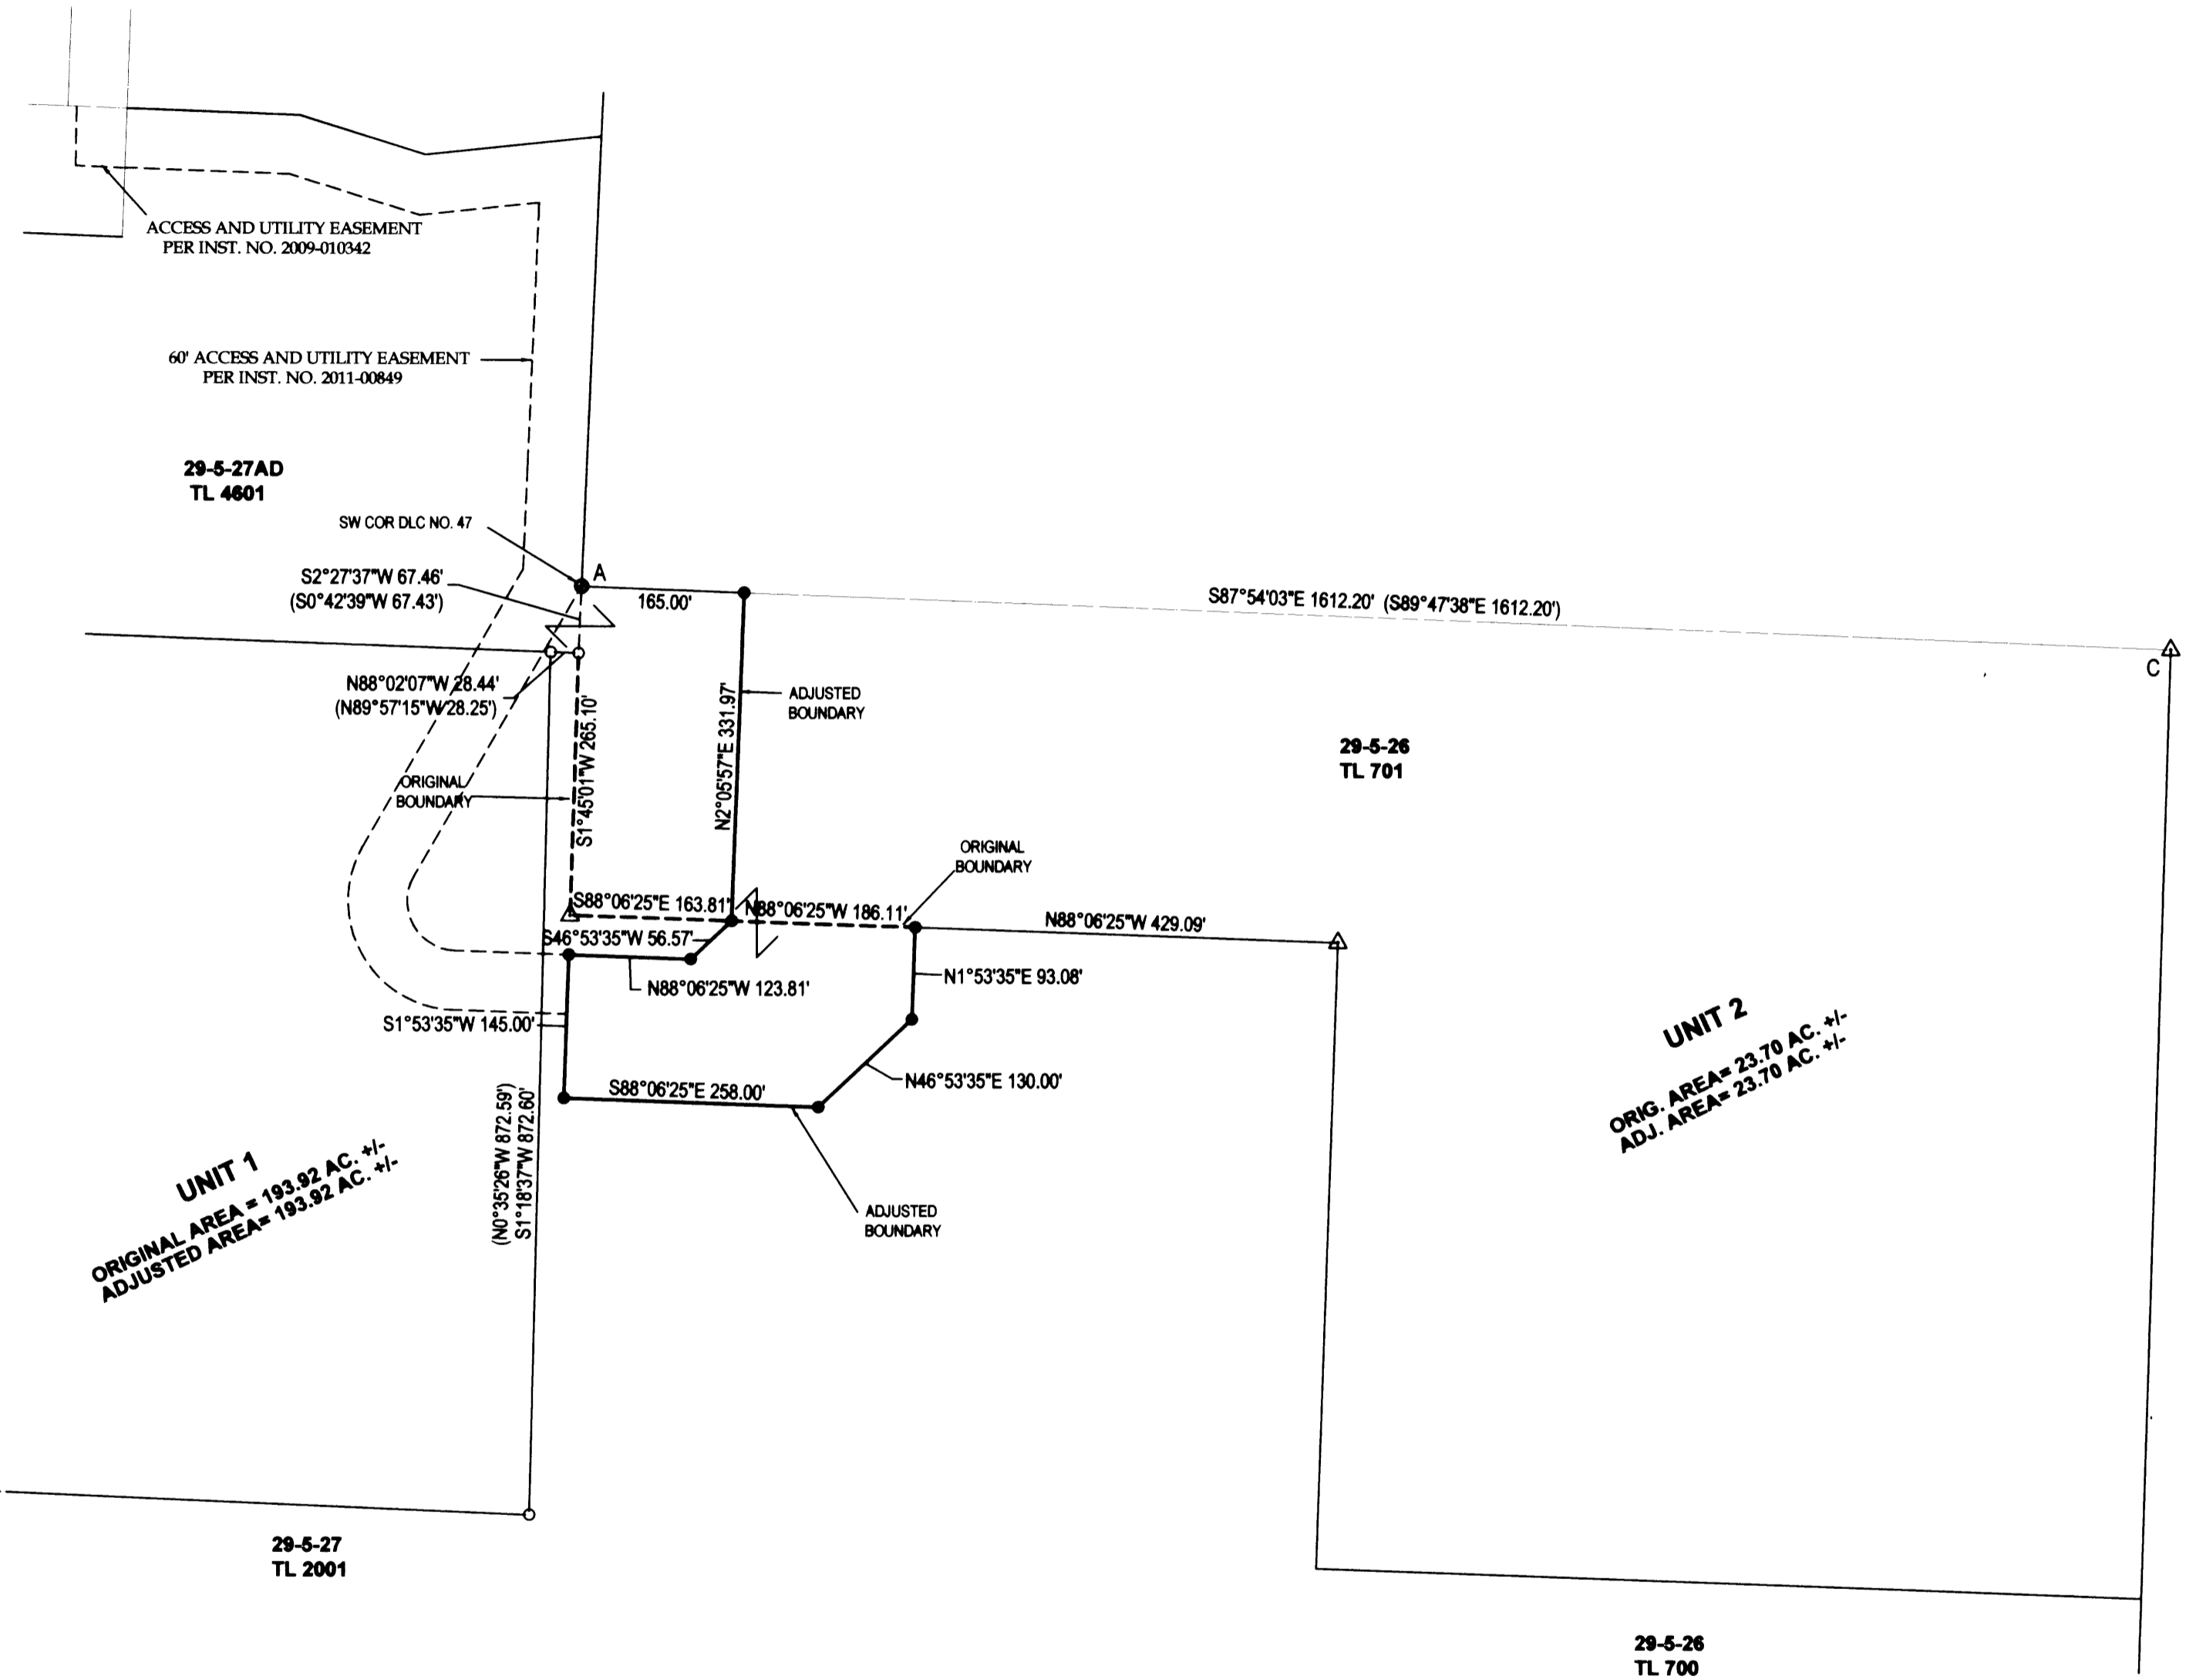 ACCESS AND UTILITY EASEMENT
PER INST. NO. 2009-010342
60' ACCESS AND UTILITY EASEMENT
PER INST. NO. 2011-00849
29-5-27AD
TL 4601
SW COR DLC NO. 47
A
S2°27'37"W 67.46'
(S0°42'39"W 67.43')
165.00'
S87°54'03"E 1612.20' (S89°47'38"E 1612.20')
C
N88°02'07"W 28.44'
(N89°57'15"W 28.25')
ADJUSTED
BOUNDARY
S1°45'01"W 265.10'
N2°05'57"E 331.97'
29-5-26
TL 701
ORIGINAL
BOUNDARY
ORIGINAL
BOUNDARY
S88°06'25"E 163.81'
N88°06'25"W 186.11'
N88°06'25"W 429.09'
S46°53'35"W 56.57'
N88°06'25"W 123.81'
N1°53'35"E 93.08'
S1°53'35"W 145.00'
N46°53'35"E 130.00'
S88°06'25"E 258.00'
UNIT 2
ORIG. AREA= 23.70 AC. +/-
ADJ. AREA= 23.70 AC. +/-
(N0°35'26"W 872.59')
S1°18'37"W 872.60'
UNIT 1
ORIGINAL AREA = 193.92 AC. +/-
ADJUSTED AREA= 193.92 AC. +/-
ADJUSTED
BOUNDARY
29-5-27
TL 2001
29-5-26
TL 700